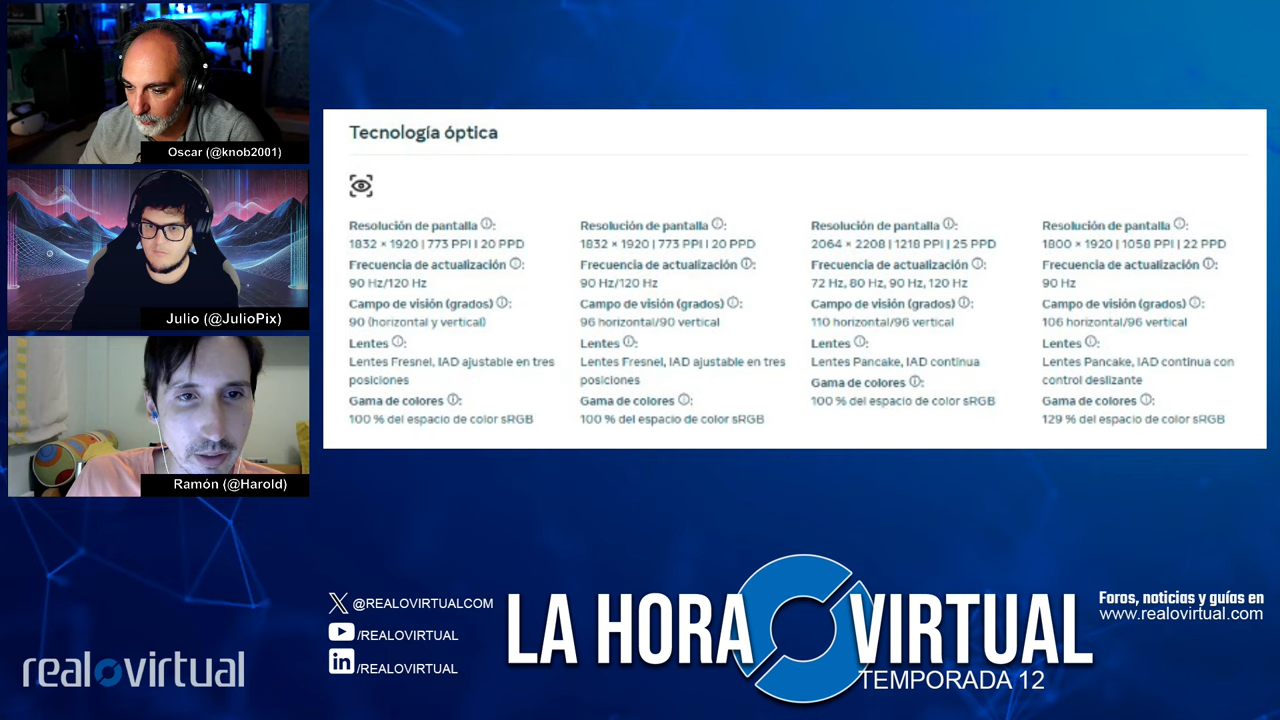 Oscar (@knob2001)
Julio (@JulioPix)
Ramón (@Harold)
Tecnología óptica
Resolución de pantalla ⓘ:
1832 × 1920 | 773 PPI | 20 PPD
Frecuencia de actualización ⓘ:
90 Hz/120 Hz
Campo de visión (grados) ⓘ:
90 (horizontal y vertical)
Lentes ⓘ:
Lentes Fresnel, IAD ajustable en tres
posiciones
Gama de colores ⓘ:
100 % del espacio de color sRGB
Resolución de pantalla ⓘ:
1832 × 1920 | 773 PPI | 20 PPD
Frecuencia de actualización ⓘ:
90 Hz/120 Hz
Campo de visión (grados) ⓘ:
96 horizontal/90 vertical
Lentes ⓘ:
Lentes Fresnel, IAD ajustable en tres
posiciones
Gama de colores ⓘ:
100 % del espacio de color sRGB
Resolución de pantalla ⓘ:
2064 × 2208 | 1218 PPI | 25 PPD
Frecuencia de actualización ⓘ:
72 Hz, 80 Hz, 90 Hz, 120 Hz
Campo de visión (grados) ⓘ:
110 horizontal/96 vertical
Lentes ⓘ:
Lentes Pancake, IAD continua
Gama de colores ⓘ:
100 % del espacio de color sRGB
Resolución de pantalla ⓘ:
1800 × 1920 | 1058 PPI | 22 PPD
Frecuencia de actualización ⓘ:
90 Hz
Campo de visión (grados) ⓘ:
106 horizontal/96 vertical
Lentes ⓘ:
Lentes Pancake, IAD continua con
control deslizante
Gama de colores ⓘ:
129 % del espacio de color sRGB
realovirtual
X @REALOVIRTUALCOM
/REALOVIRTUAL
in /REALOVIRTUAL
LA HORA VIRTUAL
TEMPORADA 12
Foros, noticias y guías en
www.realovirtual.com